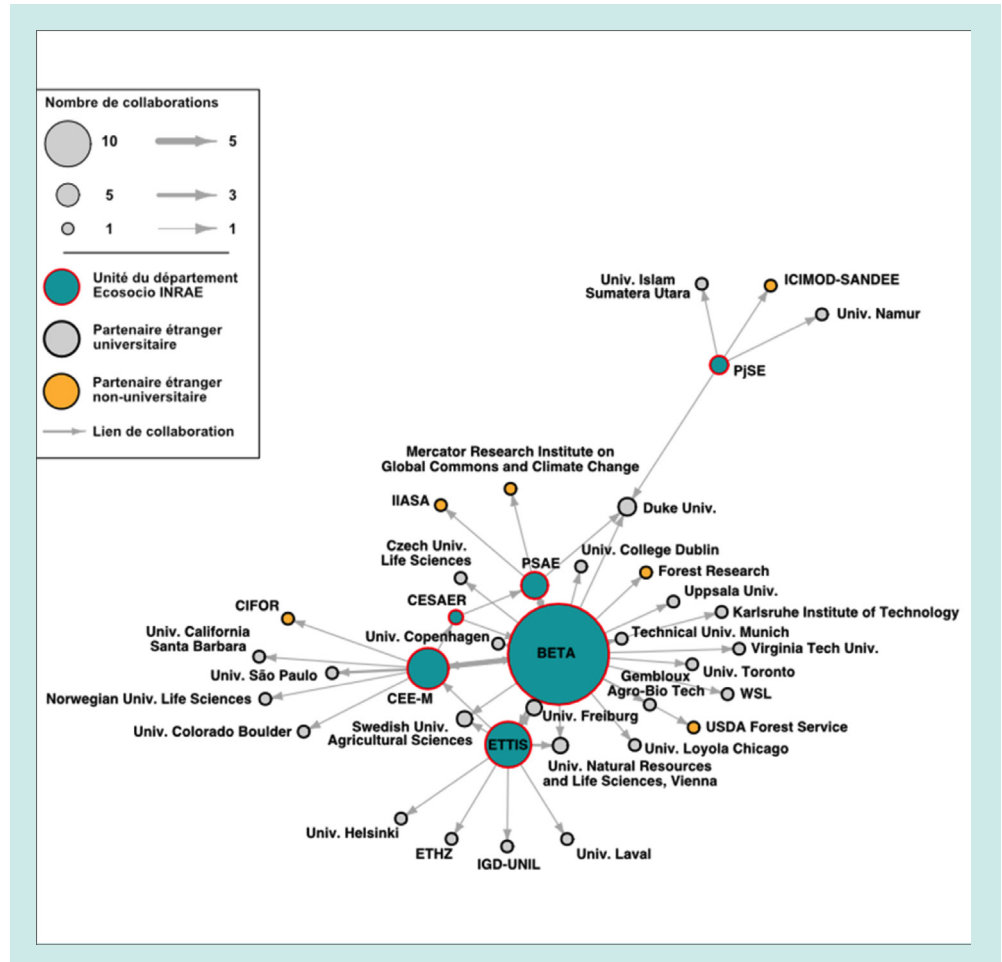 Nombre de collaborations
10 5
5 3
1 1
Unité du département
Ecosocio INRAE
Partenaire étranger
universitaire
Partenaire étranger
non-universitaire
Lien de collaboration
Univ. Islam
Sumatera Utara
ICIMOD-SANDEE
Univ. Namur
PjSE
Mercator Research Institute on
Global Commons and Climate Change
IIASA
Duke Univ.
Czech Univ.
Life Sciences
PSAE
Univ. College Dublin
Forest Research
CESAER
Uppsala Univ.
CIFOR
Karlsruhe Institute of Technology
Univ. California
Santa Barbara
Univ. Copenhagen
BETA
Technical Univ. Munich
Virginia Tech Univ.
Univ. São Paulo
Univ. Toronto
Gembloux
Agro-Bio Tech
WSL
Norwegian Univ. Life Sciences
CEE-M
Univ. Freiburg
Univ. Colorado Boulder
Swedish Univ.
Agricultural Sciences
USDA Forest Service
ETTIS
Univ. Loyola Chicago
Univ. Natural Resources
and Life Sciences, Vienna
Univ. Helsinki
ETHZ
IGD-UNIL
Univ. Laval